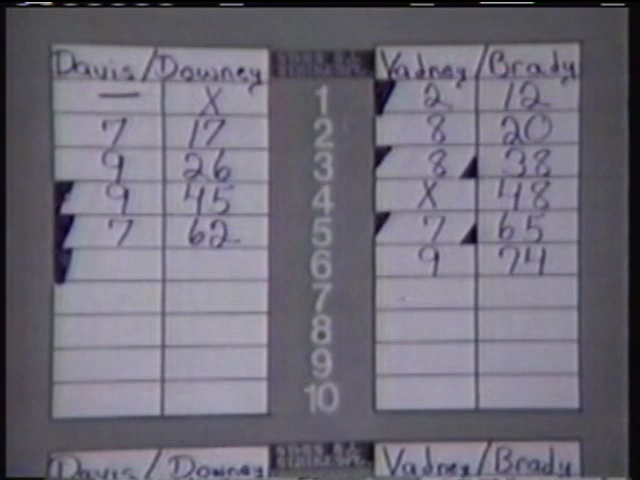 Davis/Downey Vadney/Brady
— X 1 2 12
7 17 2 8 20
9 26 3 8 38
9 45 4 X 48
7 62 5 7 65
6 9 74
7
8
9
10
Davis/Downey Vadney/Brady